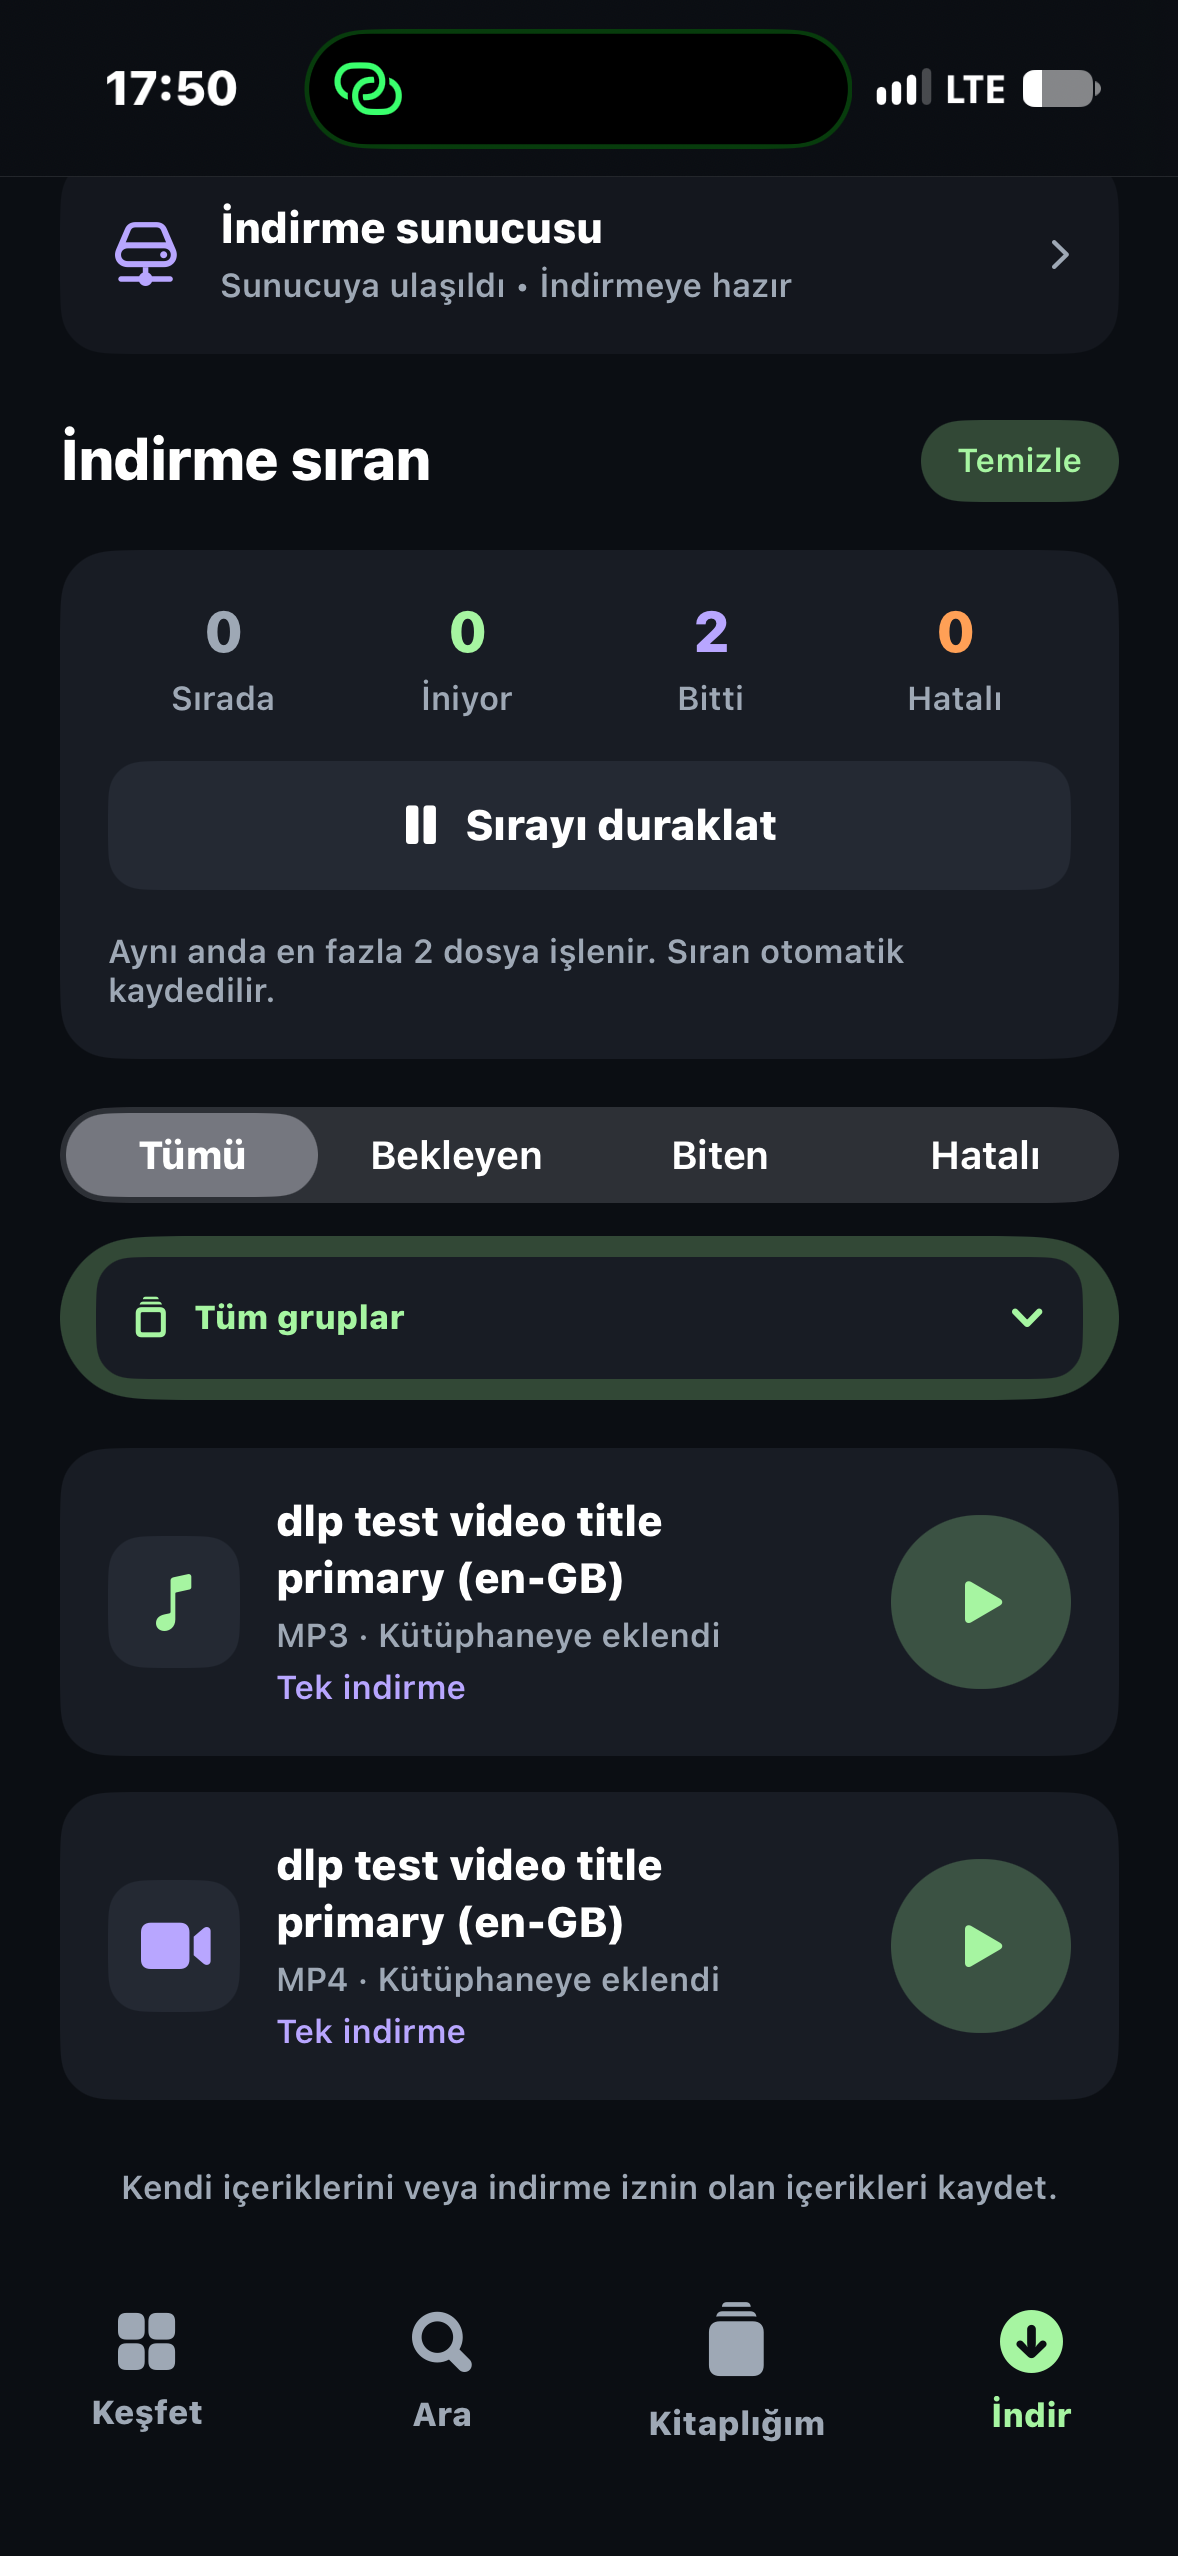 17:50
LTE
İndirme sunucusu
Sunucuya ulaşıldı • İndirmeye hazır
İndirme sıran
Temizle
0 0 2 0
Sırada İniyor Bitti Hatalı
Sırayı duraklat
Aynı anda en fazla 2 dosya işlenir. Sıran otomatik
kaydedilir.
Tümü Bekleyen Biten Hatalı
Tüm gruplar
dlp test video title
primary (en-GB)
MP3 · Kütüphaneye eklendi
Tek indirme
dlp test video title
primary (en-GB)
MP4 · Kütüphaneye eklendi
Tek indirme
Kendi içeriklerini veya indirme iznin olan içerikleri kaydet.
Keşfet Ara Kitaplığım İndir